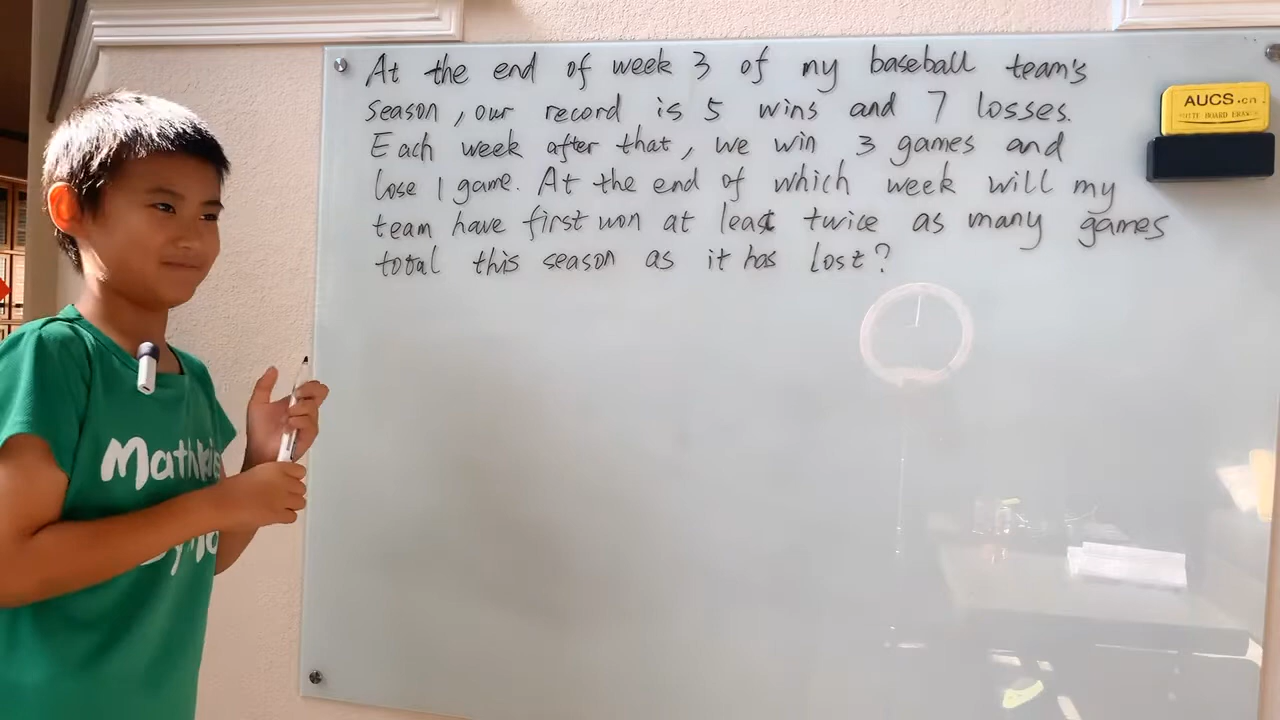 At the end of week 3 of my baseball team's
season, our record is 5 wins and 7 losses.
Each week after that, we win 3 games and
lose 1 game. At the end of which week will my
team have first won at least twice as many games
total this season as it has lost?
AUCS.cn